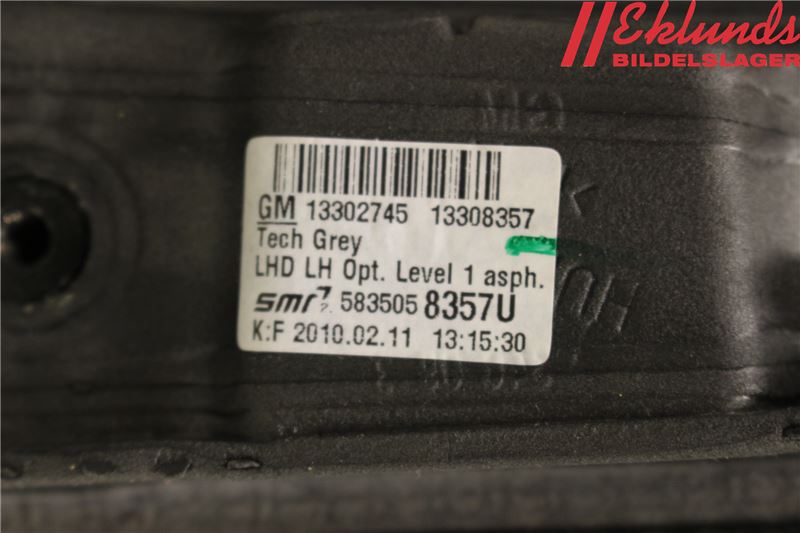 Eklunds
BILDELSLAGER
GM 13302745 13308357
Tech Grey
LHD LH Opt. Level 1 asph.
smr 2. 583505 8357U
K:F 2010.02.11 13:15:30